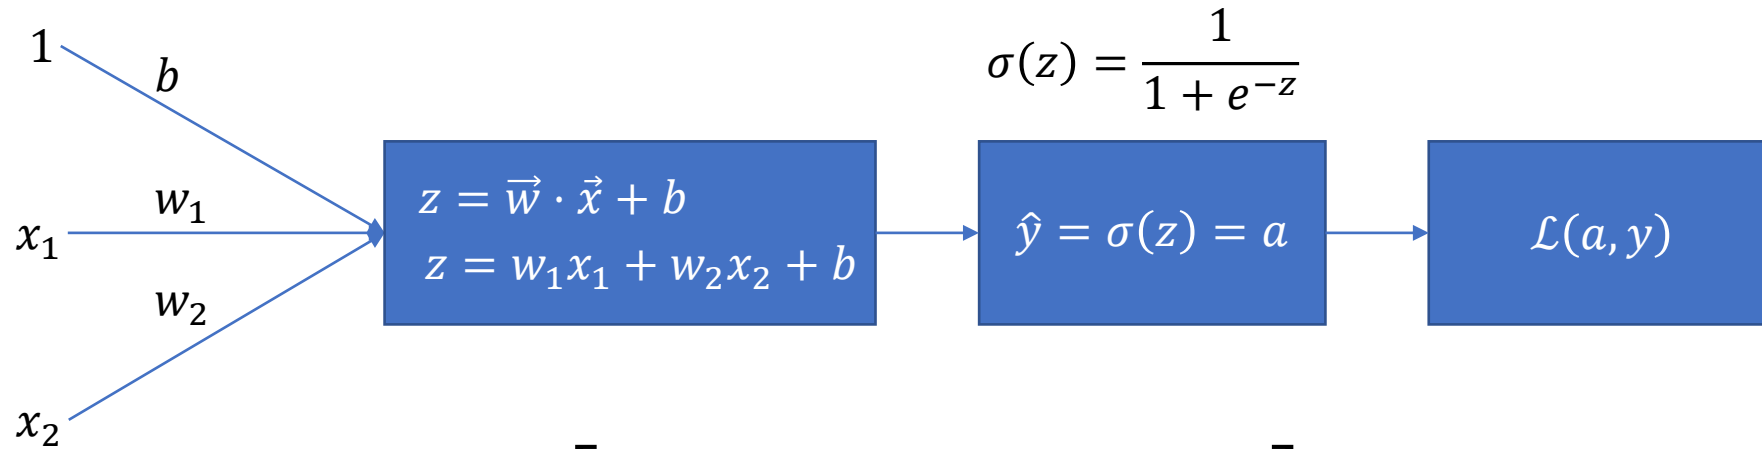 1
b
σ(z) = 1 / (1 + e^{−z})
w₁
x₁
w₂
x₂
z = w⃗ · x⃗ + b
z = w₁x₁ + w₂x₂ + b
ŷ = σ(z) = a
ℒ(a, y)